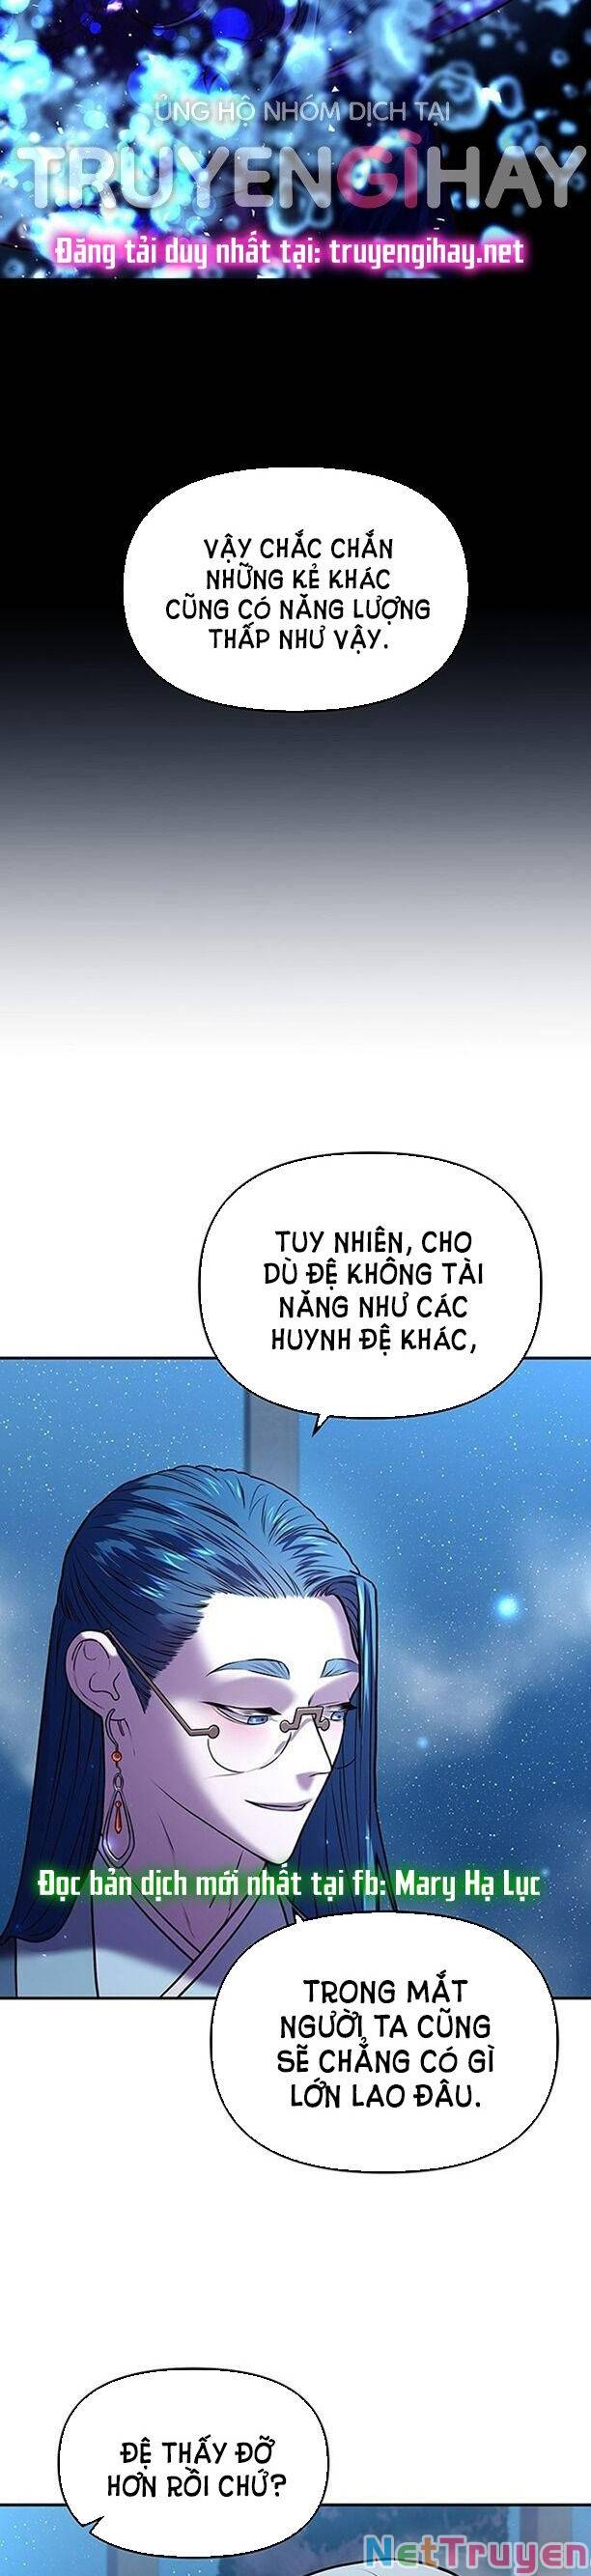 ỦNG HỘ NHÓM DỊCH TẠI
TRUYENGIHAY
Đăng tải duy nhất tại: truyengihay.net
VẬY CHẮC CHẮN
NHỮNG KẺ KHÁC
CŨNG CÓ NĂNG LƯỢNG
THẤP NHƯ VẬY.
TUY NHIÊN, CHO
DÙ ĐỆ KHÔNG TÀI
NĂNG NHƯ CÁC
HUYNH ĐỆ KHÁC,
Đọc bản dịch mới nhất tại fb: Mary Hạ Lục
TRONG MẮT
NGƯỜI TA CŨNG
SẼ CHẲNG CÓ GÌ
LỚN LAO ĐÂU.
ĐỆ THẤY ĐỠ
HƠN RỒI CHỨ?
NetTruyen